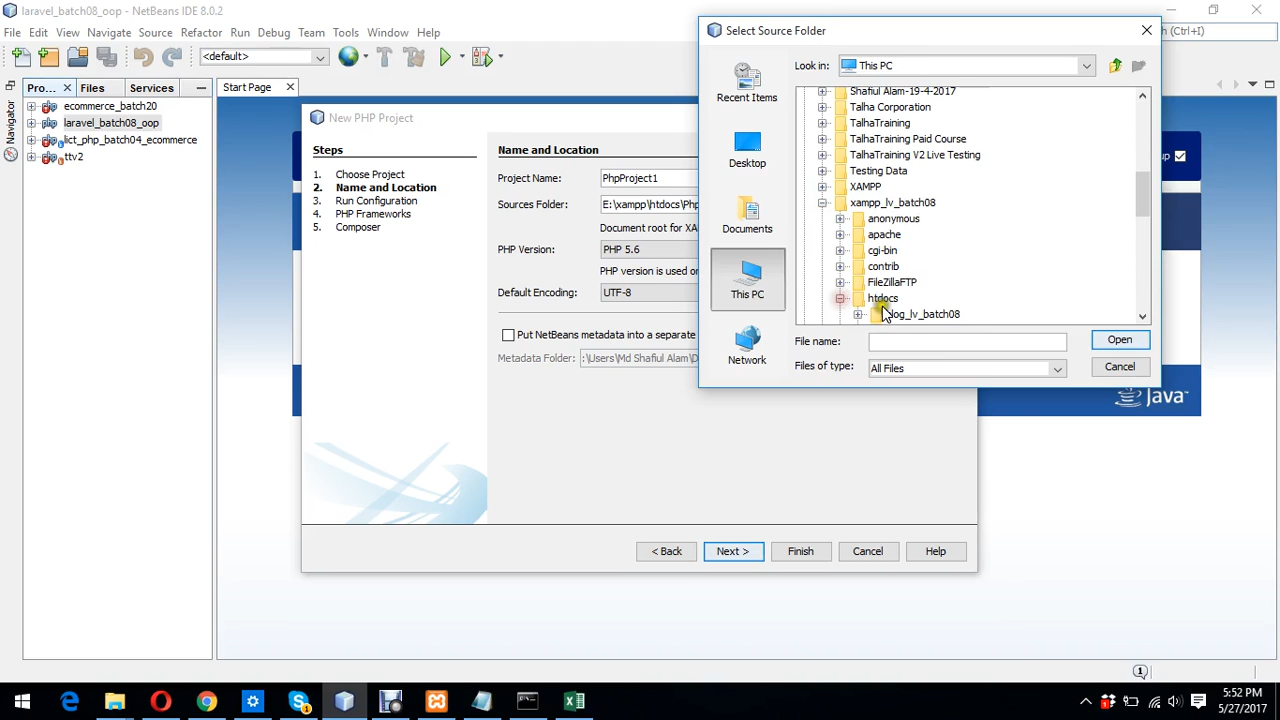 laravel_batch08_oop - NetBeans IDE 8.0.2
File Edit View Navigate Source Refactor Run Debug Team Tools Window Help
<default>
Pro... Files Services
Start Page
Navigator
ecommerce_batch20
laravel_batch08_oop
lict_php_batch04_ecommerce
ttv2
New PHP Project
Steps
1. Choose Project
2. Name and Location
3. Run Configuration
4. PHP Frameworks
5. Composer
Name and Location
Project Name: PhpProject1
Sources Folder: E:\xampp\htdocs\Php
Document root for XA
PHP Version: PHP 5.6
PHP version is used on
Default Encoding: UTF-8
Put NetBeans metadata into a separate
Metadata Folder: :\Users\Md Shafiul Alam\D
< Back Next > Finish Cancel Help
Select Source Folder
Look in: This PC
Recent Items
Desktop
Documents
This PC
Network
Shafiul Alam-19-4-2017
Talha Corporation
TalhaTraining
TalhaTraining Paid Course
TalhaTraining V2 Live Testing
Testing Data
XAMPP
xampp_lv_batch08
anonymous
apache
cgi-bin
contrib
FileZillaFTP
htdocs
log_lv_batch08
File name: Open
Files of type: All Files Cancel
up
Java
1
5:52 PM
5/27/2017